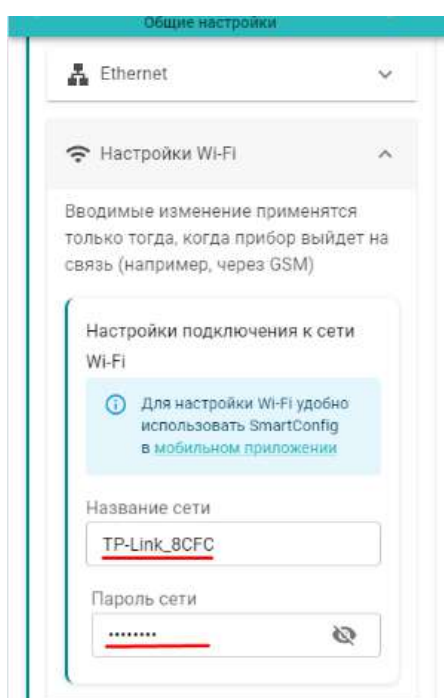 Общие настройки
Ethernet
Настройки Wi-Fi
Вводимые изменение применятся
только тогда, когда прибор выйдет на
связь (например, через GSM)
Настройки подключения к сети
Wi-Fi
Для настройки Wi-Fi удобно
использовать SmartConfig
в мобильном приложении
Название сети
TP-Link_8CFC
Пароль сети
••••••••